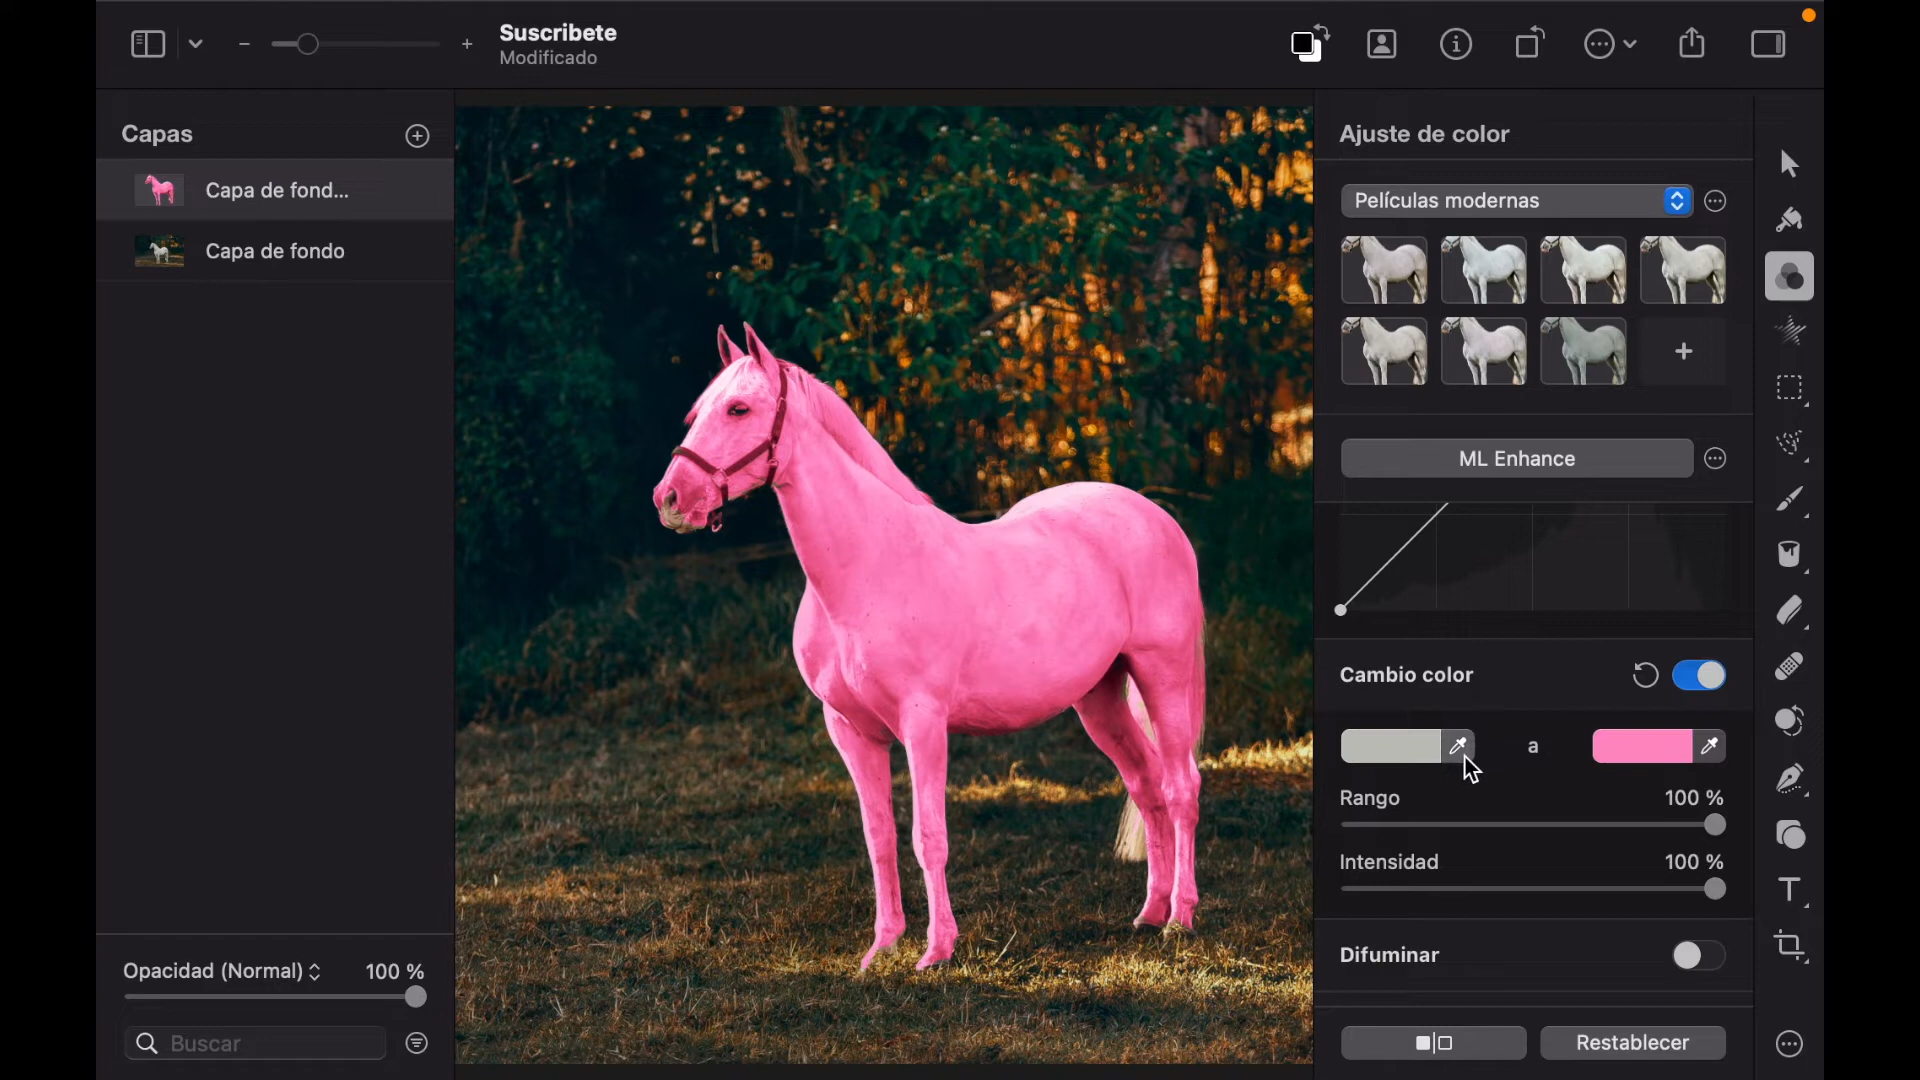 Suscribete
Modificado
Capas
Capa de fond...
Capa de fondo
Opacidad (Normal)
100 %
Buscar
Ajuste de color
Películas modernas
ML Enhance
Cambio color
a
Rango
100 %
Intensidad
100 %
Difuminar
Restablecer